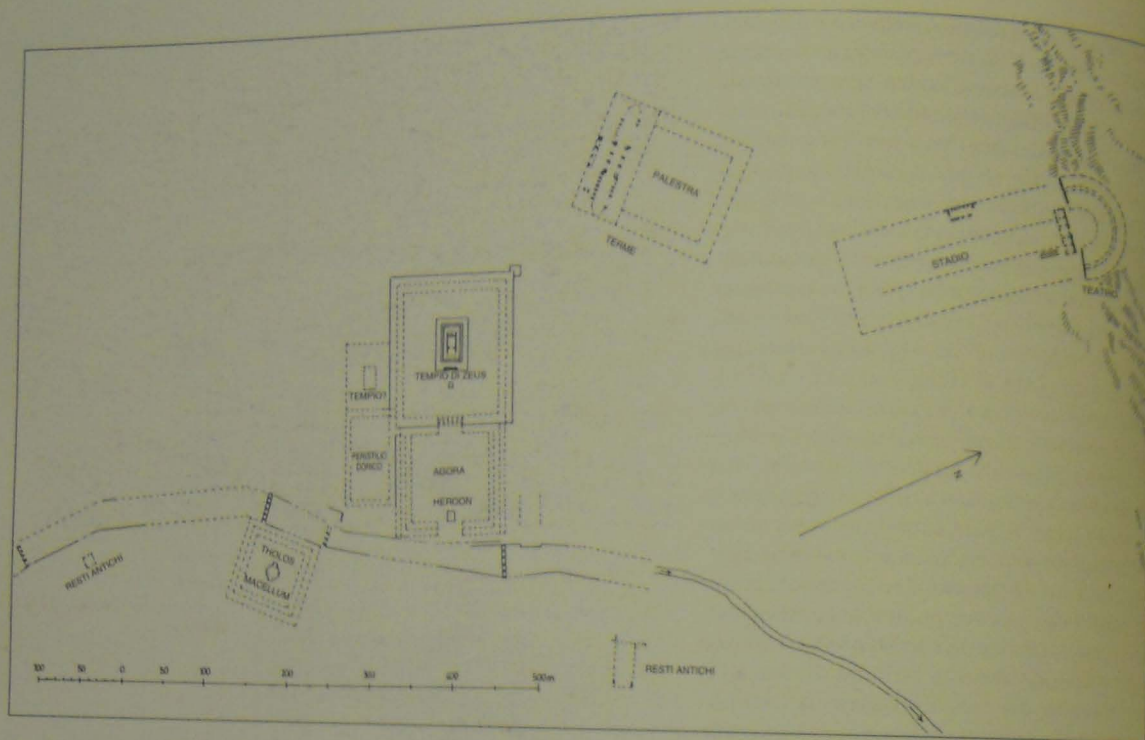 PALESTRA
TERME
STADIO
TEATRO
TEMPIO DI ZEUS
B
TEMPIO?
PERISTILIO
DORICO
AGORA
HEROON
N
RESTI ANTICHI
THOLOS
MACELLUM
100 50 0 50 100 200 300 400 500m
RESTI ANTICHI